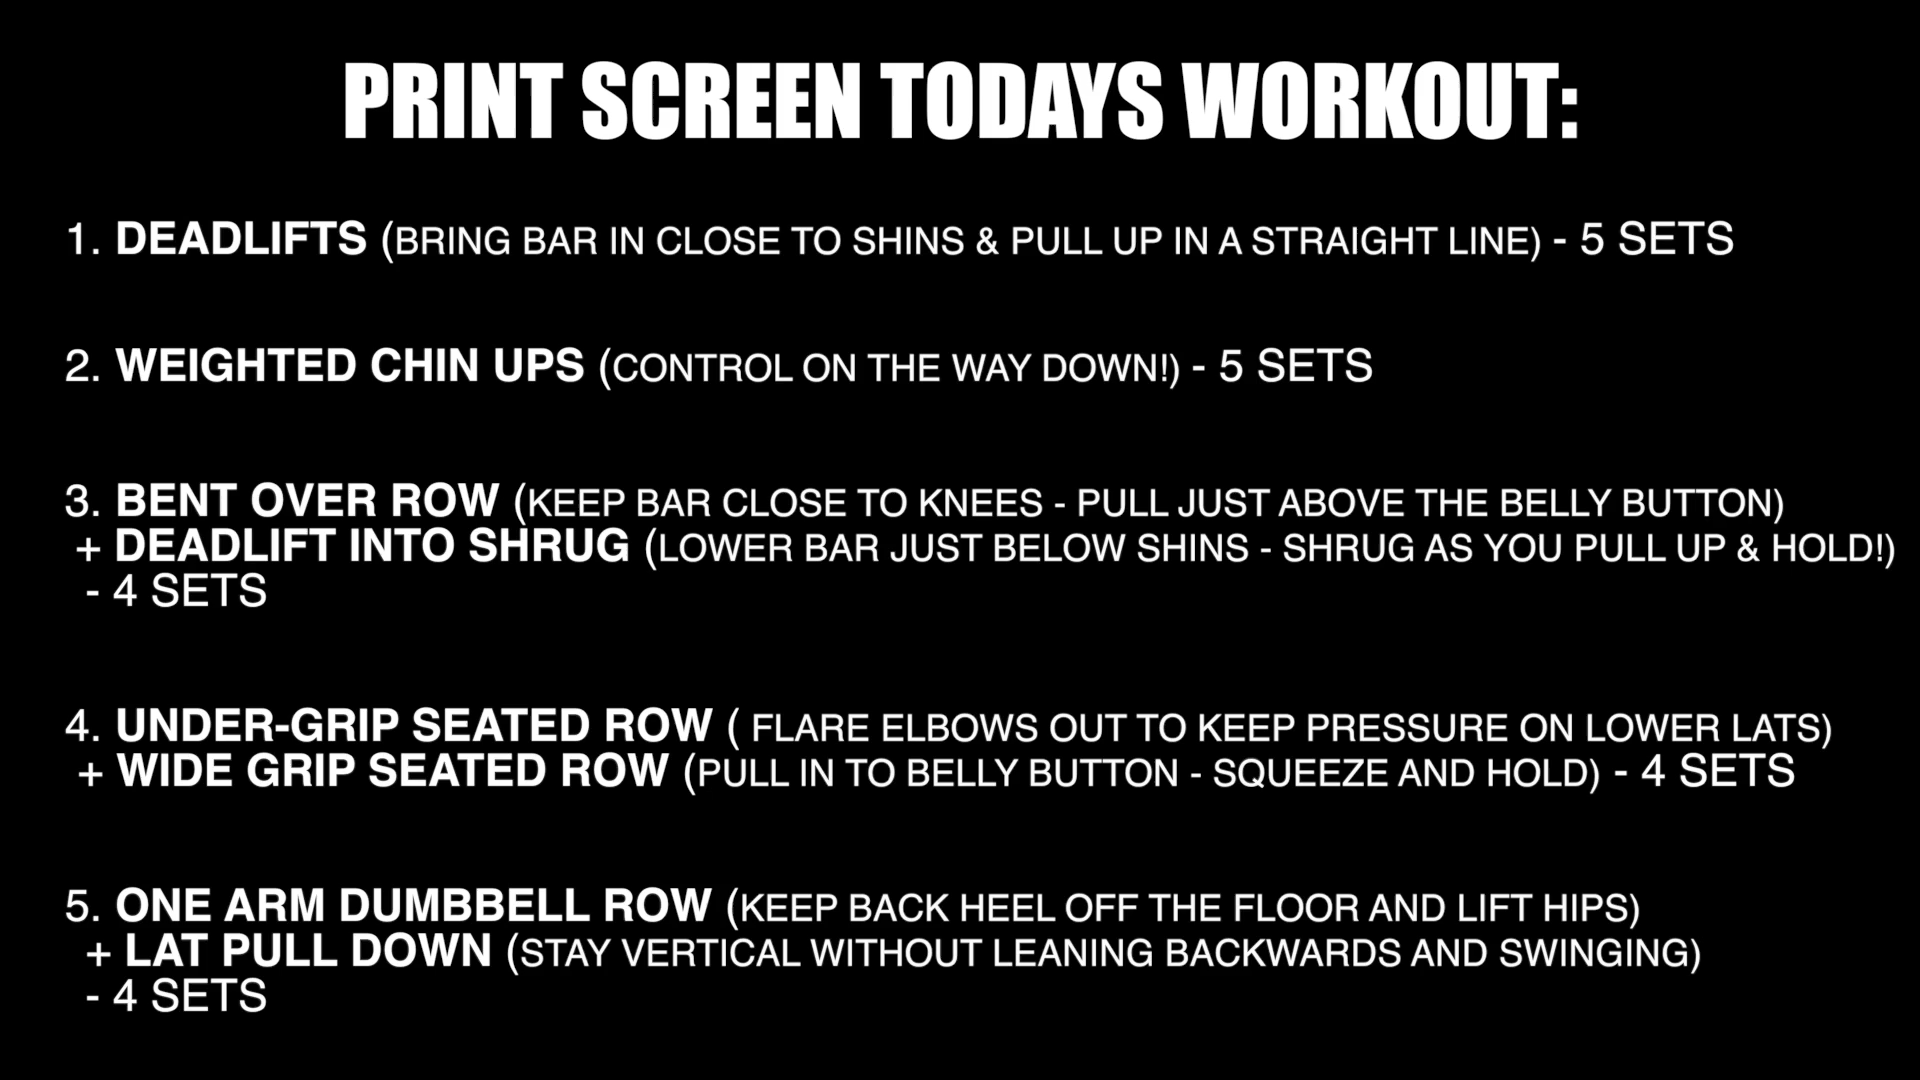 PRINT SCREEN TODAYS WORKOUT:
1. DEADLIFTS (BRING BAR IN CLOSE TO SHINS & PULL UP IN A STRAIGHT LINE) - 5 SETS
2. WEIGHTED CHIN UPS (CONTROL ON THE WAY DOWN!) - 5 SETS
3. BENT OVER ROW (KEEP BAR CLOSE TO KNEES - PULL JUST ABOVE THE BELLY BUTTON)
+ DEADLIFT INTO SHRUG (LOWER BAR JUST BELOW SHINS - SHRUG AS YOU PULL UP & HOLD!)
- 4 SETS
4. UNDER-GRIP SEATED ROW ( FLARE ELBOWS OUT TO KEEP PRESSURE ON LOWER LATS)
+ WIDE GRIP SEATED ROW (PULL IN TO BELLY BUTTON - SQUEEZE AND HOLD) - 4 SETS
5. ONE ARM DUMBBELL ROW (KEEP BACK HEEL OFF THE FLOOR AND LIFT HIPS)
+ LAT PULL DOWN (STAY VERTICAL WITHOUT LEANING BACKWARDS AND SWINGING)
- 4 SETS